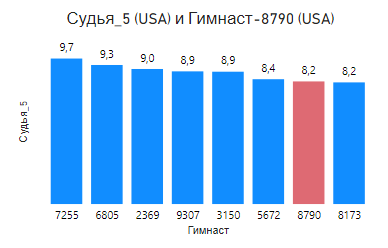 Судья_5 (USA) и Гимнаст-8790 (USA)
9,7 9,3 9,0 8,9 8,9 8,4 8,2 8,2
Судья_5
7255 6805 2369 9307 3150 5672 8790 8173
Гимнаст